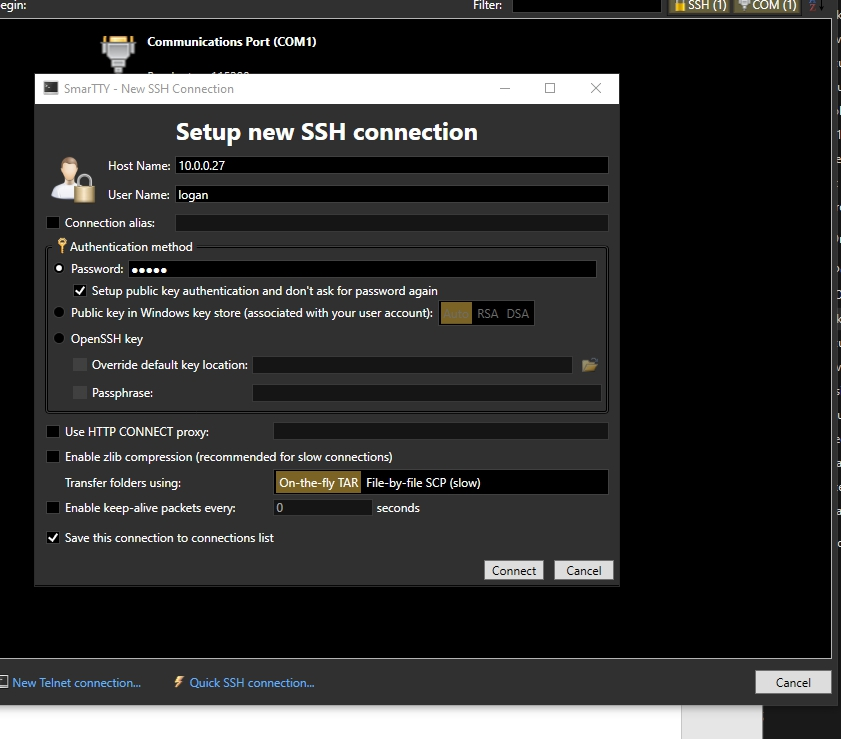 egin:
Filter:
SSH (1)
COM (1)
Communications Port (COM1)
SmarTTY - New SSH Connection
Setup new SSH connection
Host Name: 10.0.0.27
User Name: logan
Connection alias:
Authentication method
Password: ●●●●●
Setup public key authentication and don't ask for password again
Public key in Windows key store (associated with your user account): Auto RSA DSA
OpenSSH key
Override default key location:
Passphrase:
Use HTTP CONNECT proxy:
Enable zlib compression (recommended for slow connections)
Transfer folders using: On-the-fly TAR File-by-file SCP (slow)
Enable keep-alive packets every: 0 seconds
Save this connection to connections list
Connect Cancel
New Telnet connection... Quick SSH connection... Cancel